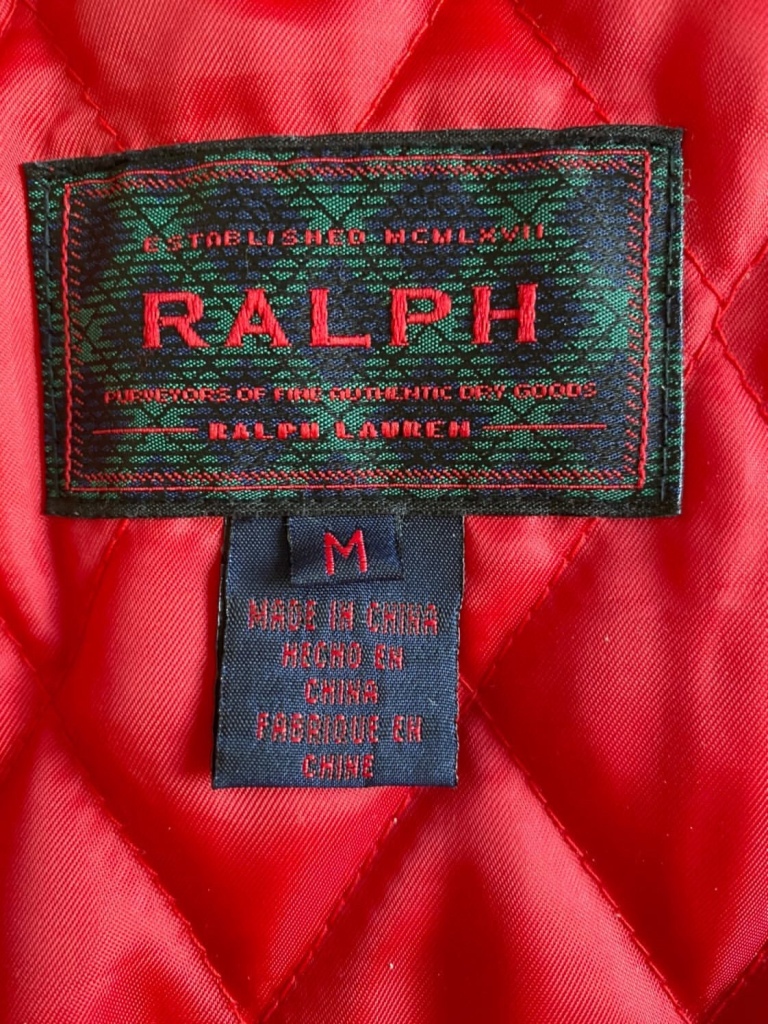 ESTABLISHED MCMLXVII
RALPH
PURVEYORS OF FINE AUTHENTIC DRY GOODS
RALPH LAUREN
M
MADE IN CHINA
HECHO EN
CHINA
FABRIQUE EN
CHINE